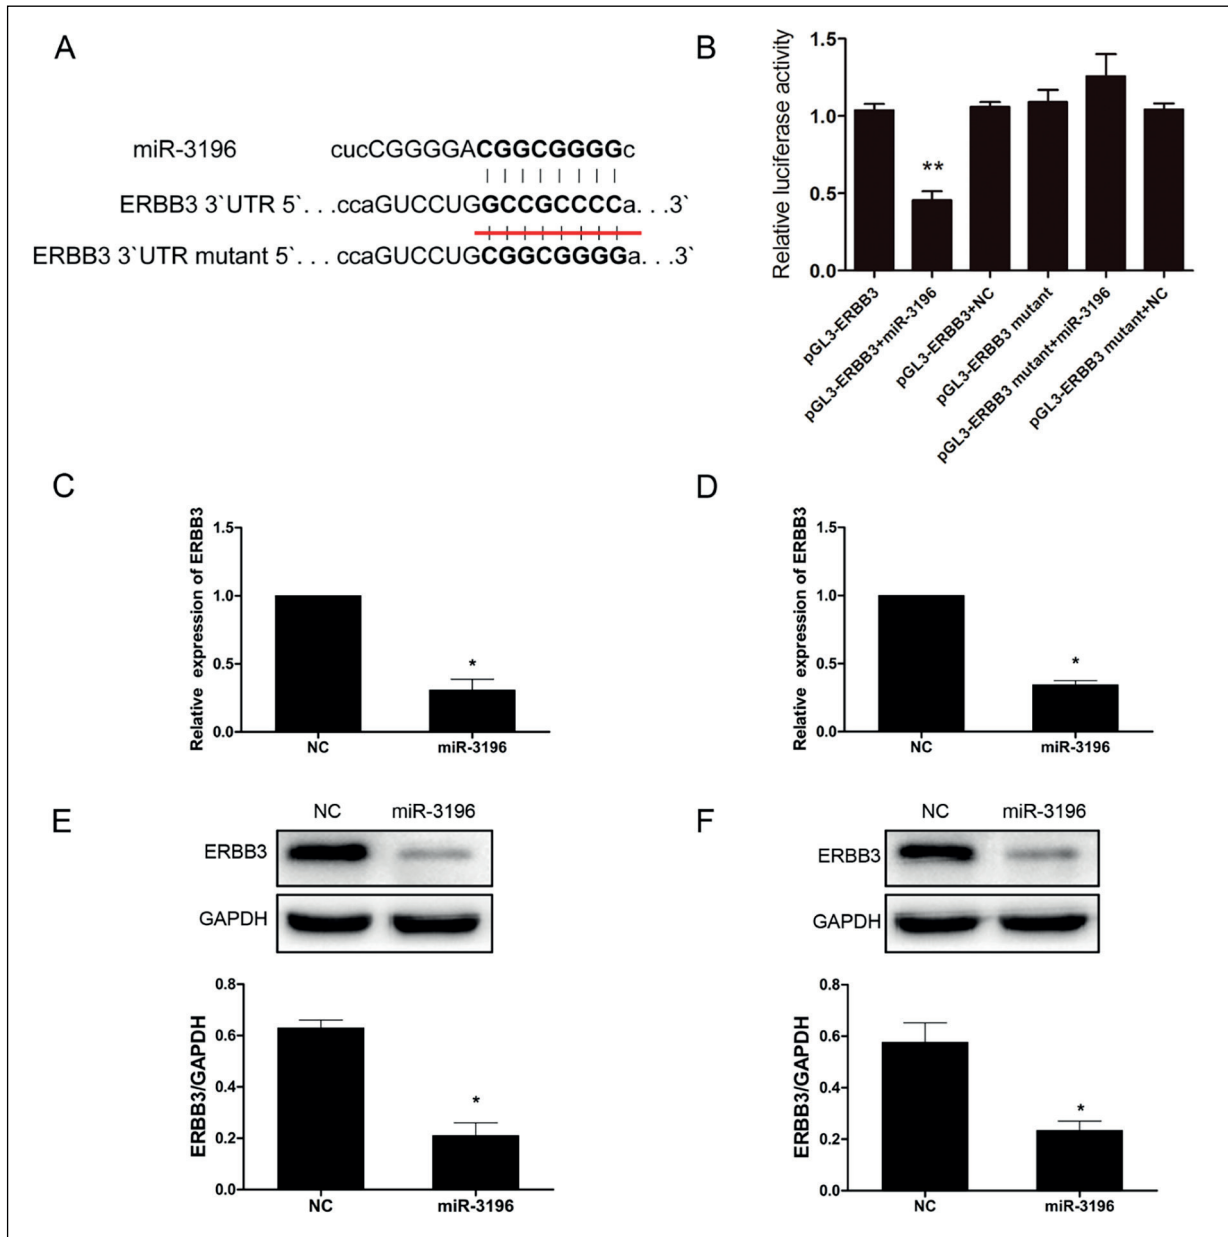 A
miR-3196 cucCGGGGACGGCGGGGc
ERBB3 3`UTR 5`. . .ccaGUCCUGGCCGCCCCa. . .3`
ERBB3 3`UTR mutant 5`. . . ccaGUCCUGCGGCGGGGa. . .3`
B
Relative luciferase activity
1.5
1.0
0.5
0.0
**
pGL3-ERBB3
pGL3-ERBB3+miR-3196
pGL3-ERBB3+NC
pGL3-ERBB3 mutant
pGL3-ERBB3 mutant+miR-3196
pGL3-ERBB3 mutant+NC
C
Relative expression of ERBB3
1.5
1.0
0.5
0.0
*
NC miR-3196
D
Relative expression of ERBB3
1.5
1.0
0.5
0.0
*
NC miR-3196
E
NC miR-3196
ERBB3
GAPDH
ERBB3/GAPDH
0.8
0.6
0.4
0.2
0.0
*
NC miR-3196
F
NC miR-3196
ERBB3
GAPDH
ERBB3/GAPDH
0.8
0.6
0.4
0.2
0.0
*
NC miR-3196